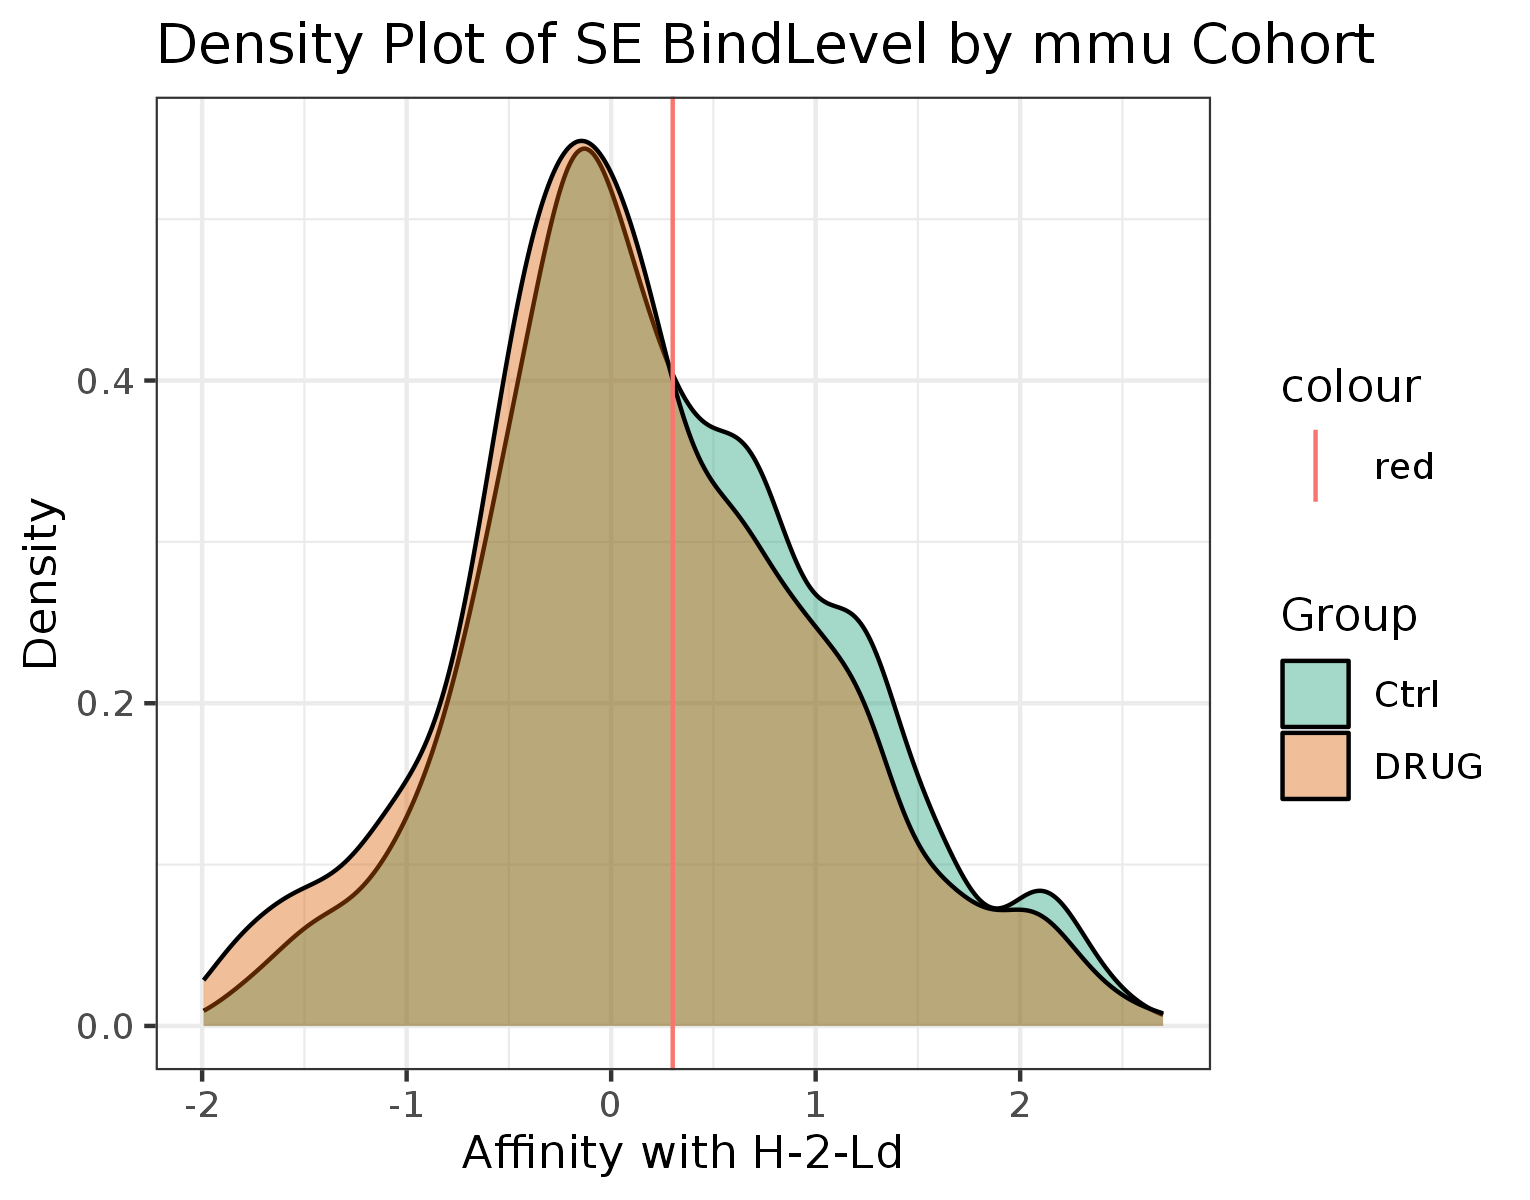 Density Plot of SE BindLevel by mmu Cohort
Density
0.4
0.2
0.0
-2 -1 0 1 2
Affinity with H-2-Ld
colour
red
Group
Ctrl
DRUG